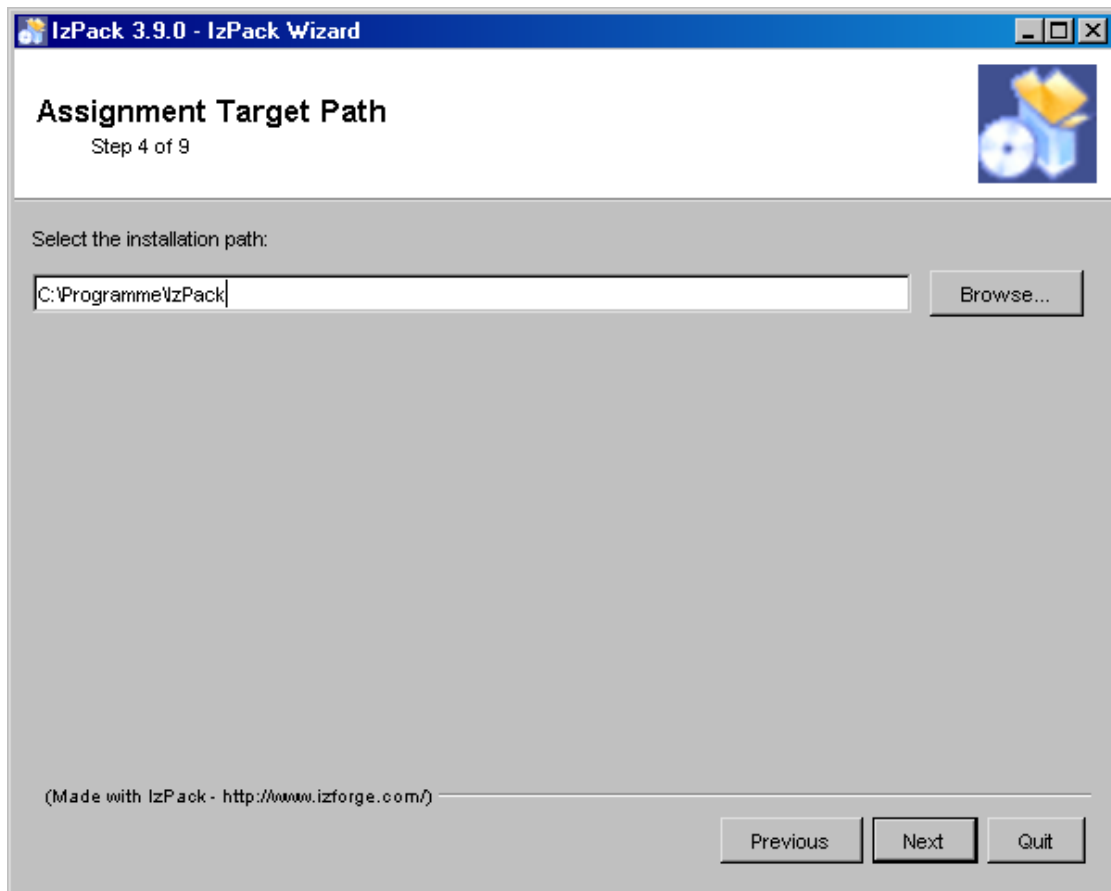 IzPack 3.9.0 - IzPack Wizard
Assignment Target Path
Step 4 of 9
Select the installation path:
C:\Programme\IzPack
Browse...
(Made with IzPack - http://www.izforge.com/)
Previous
Next
Quit